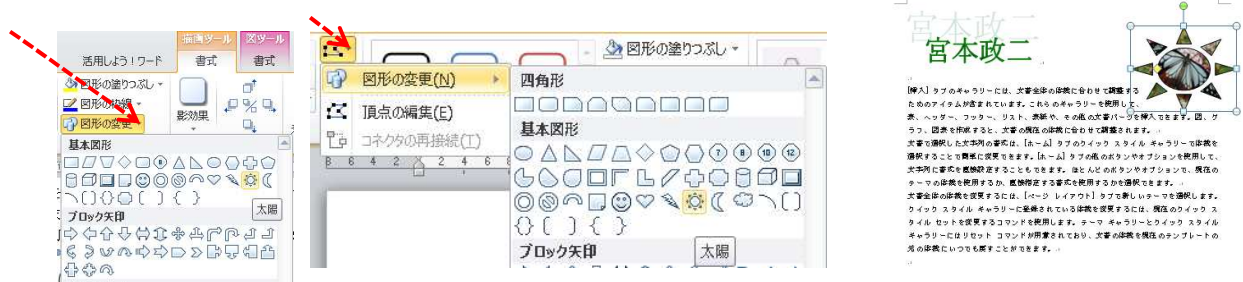 描画ツール 図ツール
活用しよう！ワード 書式 書式
図形の塗りつぶし
図形の枠線
図形の変更
影効果
基本図形
太陽
ブロック矢印
図形の塗りつぶし
図形の変更(N)
頂点の編集(E)
コネクタの再接続(T)
8 6 4 2 2 4 6 8
四角形
基本図形
7 8 10 12
ブロック矢印
太陽
宮本政二
宮本政二
[挿入] タブのギャラリーには、文書全体の体裁に合わせて調整する
ためのアイテムが含まれています。これらのギャラリーを使用して、
表、ヘッダー、フッター、リスト、表紙や、その他の文書パーツを挿入できます。図、グ
ラフ、図表を作成すると、文書の現在の体裁に合わせて調整されます。
文書で選択した文字列の書式は、[ホーム] タブのクイック スタイル ギャラリーで体裁を
選択することで簡単に変更できます。[ホーム] タブの他のボタンやオプションを使用して、
文字列に書式を直接設定することもできます。ほとんどのボタンやオプションで、現在の
テーマの体裁を使用するか、直接指定する書式を使用するかを選択できます。
文書全体の体裁を変更するには、[ページ レイアウト] タブで新しいテーマを選択します。
クイック スタイル ギャラリーに登録されている体裁を変更するには、現在のクイック ス
タイル セットを変更するコマンドを使用します。テーマ ギャラリーとクイック スタイル
ギャラリーにはリセット コマンドが用意されており、文書の体裁を現在のテンプレートの
元の体裁にいつでも戻すことができます。